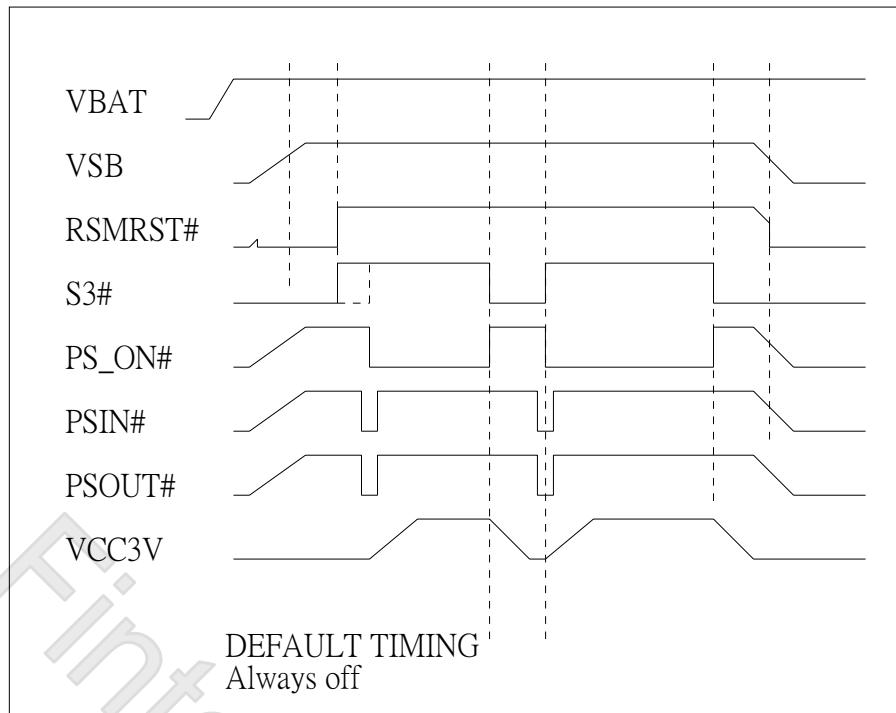 VBAT
VSB
RSMRST#
S3#
PS_ON#
PSIN#
PSOUT#
VCC3V
DEFAULT TIMING
Always off